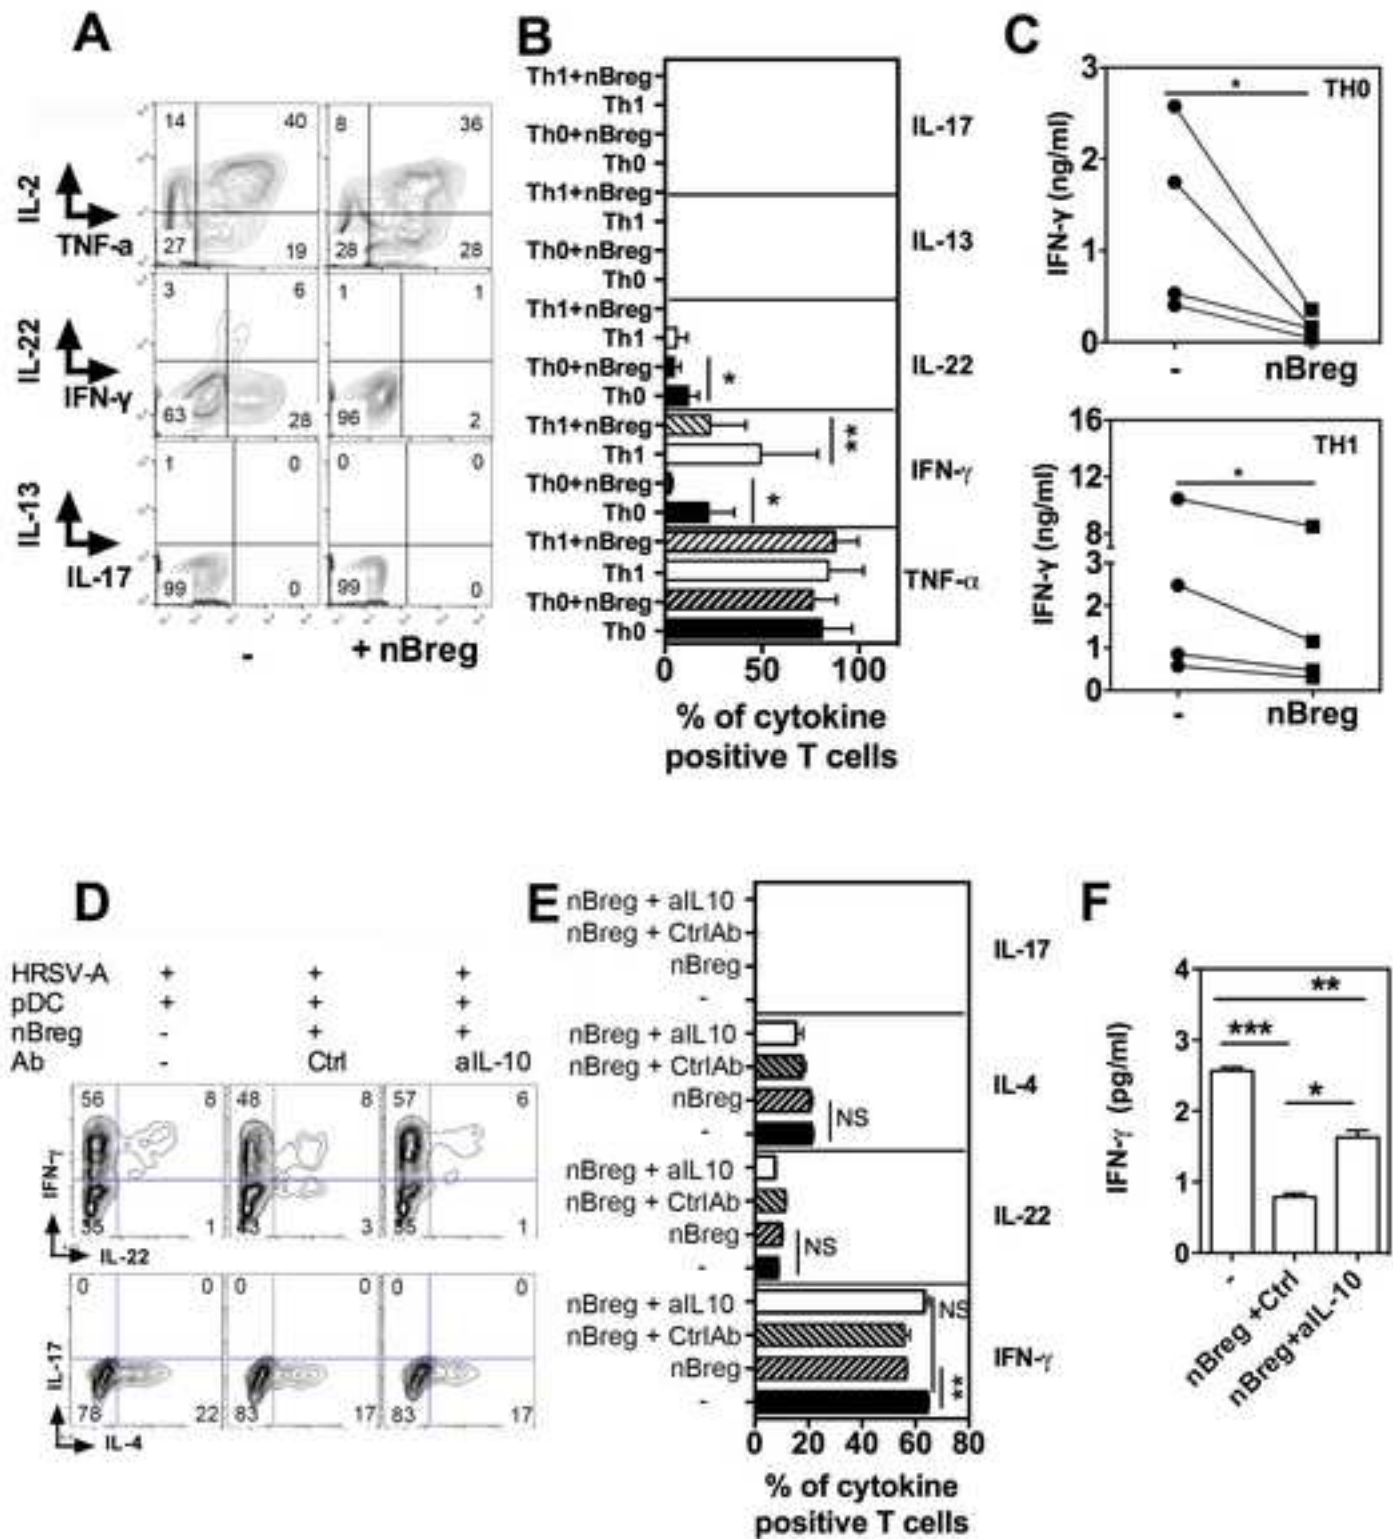 A
14 40 8 36
IL-2
TNF-a
27 19 28 28
3 6 1 1
IL-22
IFN-γ
63 28 96 2
1 0 0 0
IL-13
IL-17
99 0 99 0
- + nBreg
B
Th1+nBreg
Th1
Th0+nBreg
Th0
IL-17
Th1+nBreg
Th1
Th0+nBreg
Th0
IL-13
Th1+nBreg
Th1
Th0+nBreg
Th0
IL-22
*
Th1+nBreg
Th1
Th0+nBreg
Th0
IFN-γ
**
*
Th1+nBreg
Th1
Th0+nBreg
Th0
TNF-α
0 50 100
% of cytokine
positive T cells
C
3
2
1
0
IFN-γ (ng/ml)
*
TH0
- nBreg
16
12
8
3
2
1
0
IFN-γ (ng/ml)
*
TH1
- nBreg
D
HRSV-A + + +
pDC + + +
nBreg - + +
Ab - Ctrl aIL-10
56 8 48 8 57 6
IFN-γ
35 1 43 3 35 1
IL-22
0 0 0 0 0 0
IL-17
78 22 83 17 83 17
IL-4
E
nBreg + aIL10
nBreg + CtrlAb
nBreg
-
IL-17
nBreg + aIL10
nBreg + CtrlAb
nBreg
-
IL-4
NS
nBreg + aIL10
nBreg + CtrlAb
nBreg
-
IL-22
NS
nBreg + aIL10
nBreg + CtrlAb
nBreg
-
IFN-γ
NS
**
0 20 40 60 80
% of cytokine
positive T cells
F
4
3
2
1
0
IFN-γ (pg/ml)
**
***
*
-
nBreg +Ctrl
nBreg+aIL-10